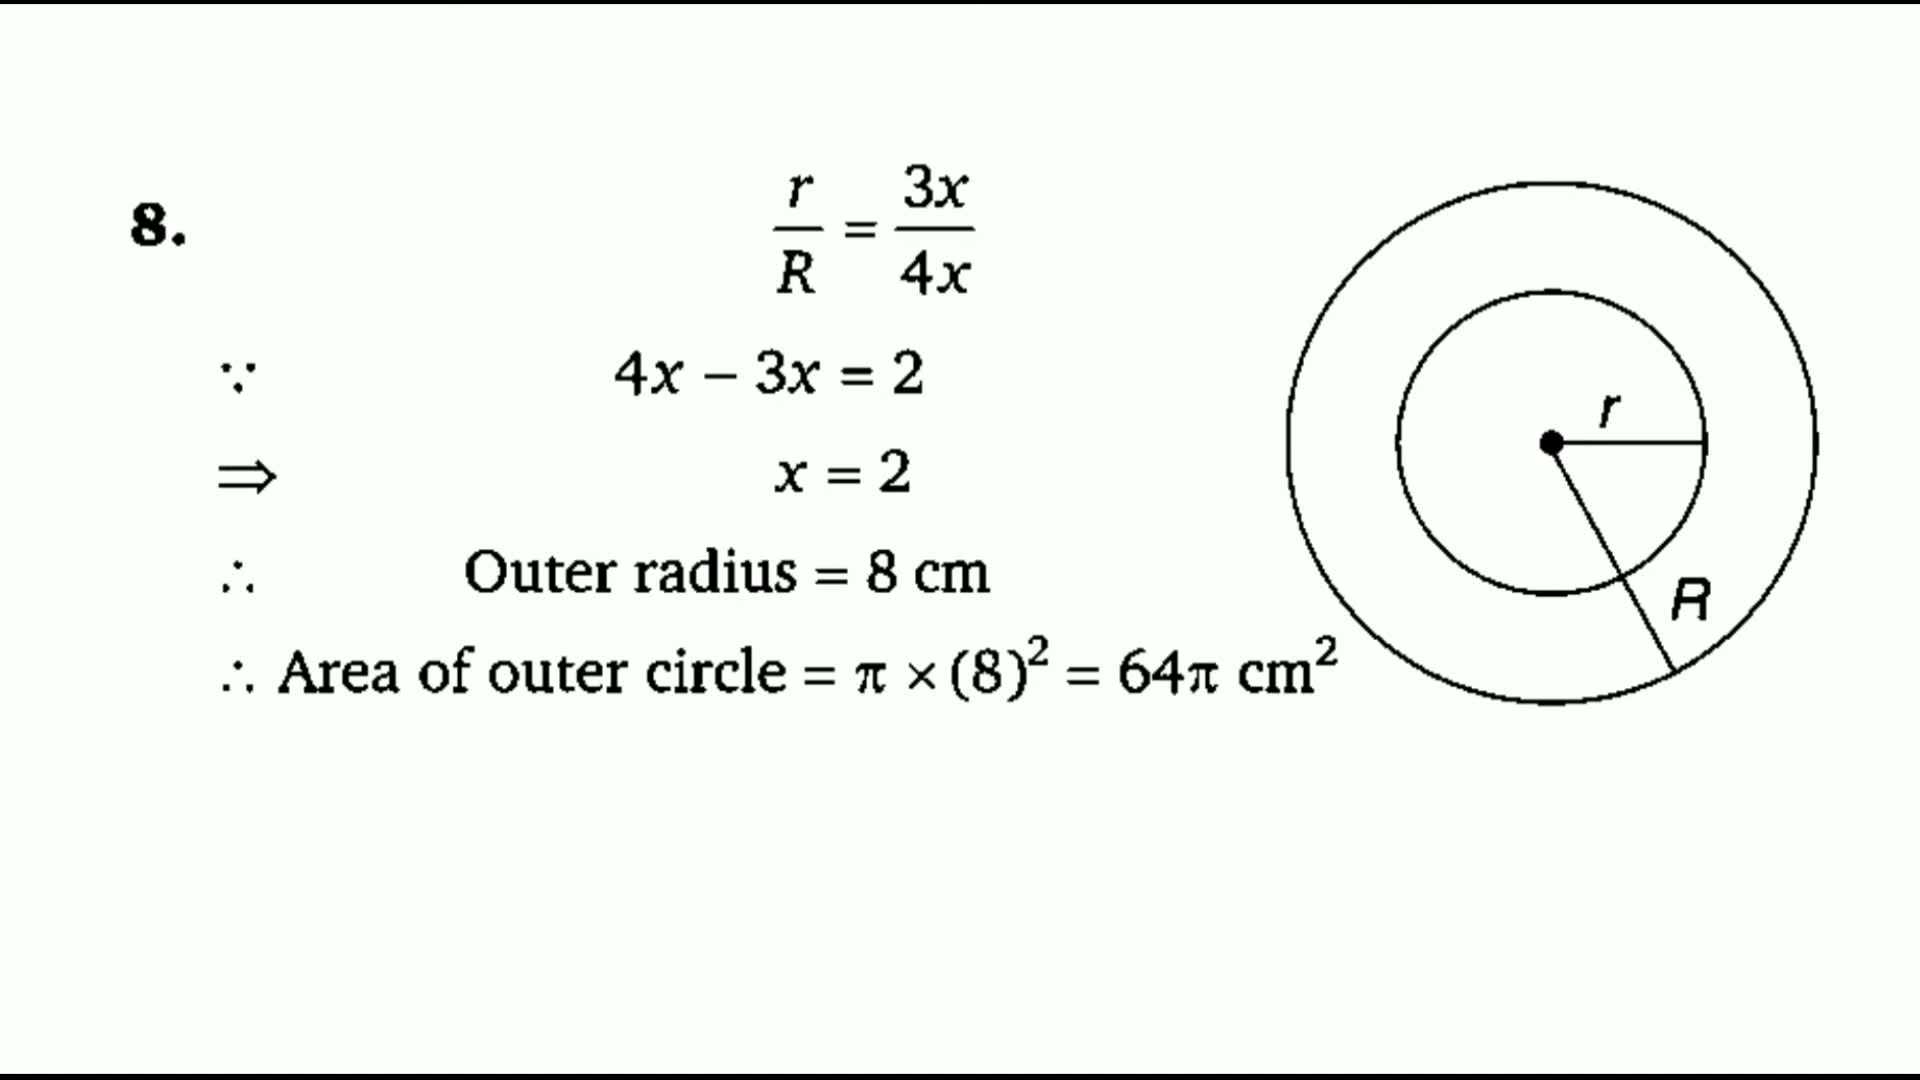 8. r/R = 3x/4x
∵ 4x − 3x = 2
⇒ x = 2
∴ Outer radius = 8 cm
∴ Area of outer circle = π × (8)² = 64π cm²
r
R